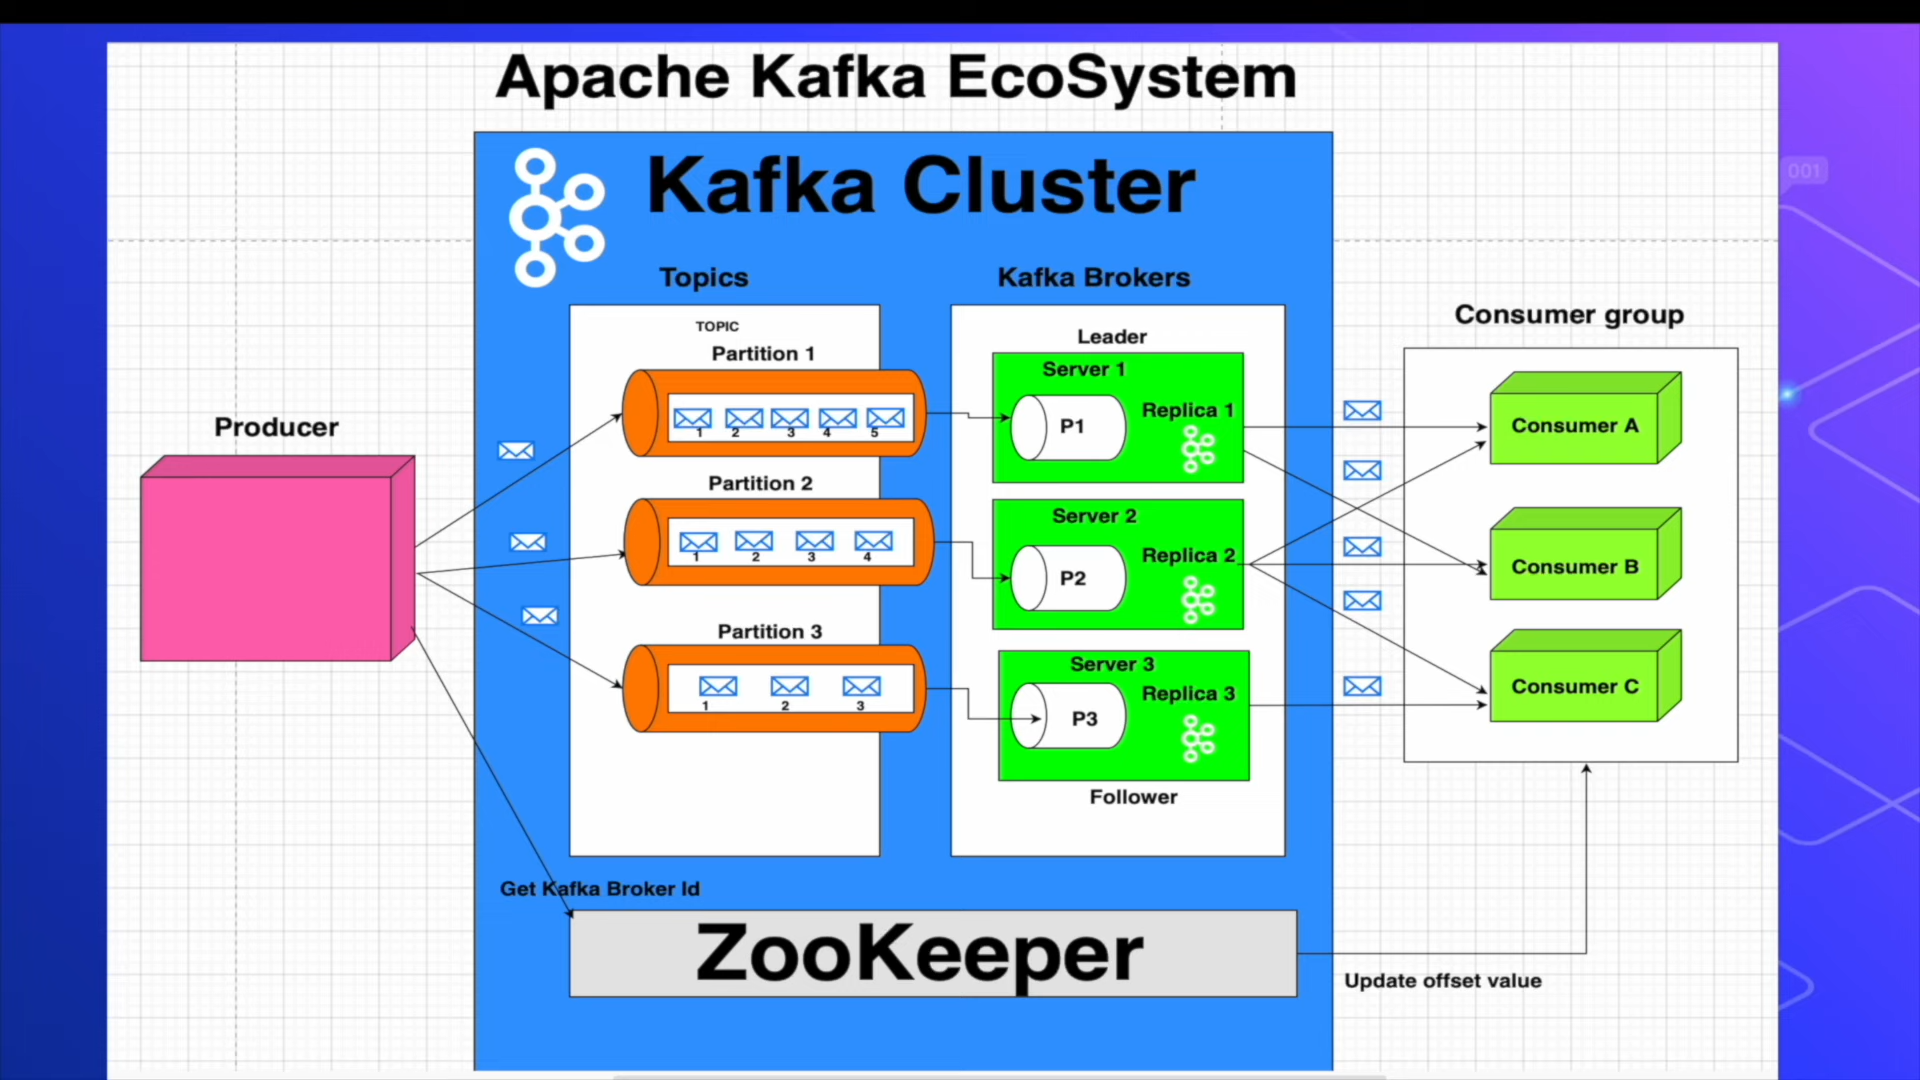 Apache Kafka EcoSystem
Kafka Cluster
001
Topics
Kafka Brokers
Consumer group
TOPIC
Partition 1
1 2 3 4 5
Partition 2
1 2 3 4
Partition 3
1 2 3
Leader
Server 1
P1
Replica 1
Server 2
P2
Replica 2
Server 3
P3
Replica 3
Follower
Producer
Consumer A
Consumer B
Consumer C
Get Kafka Broker Id
ZooKeeper
Update offset value